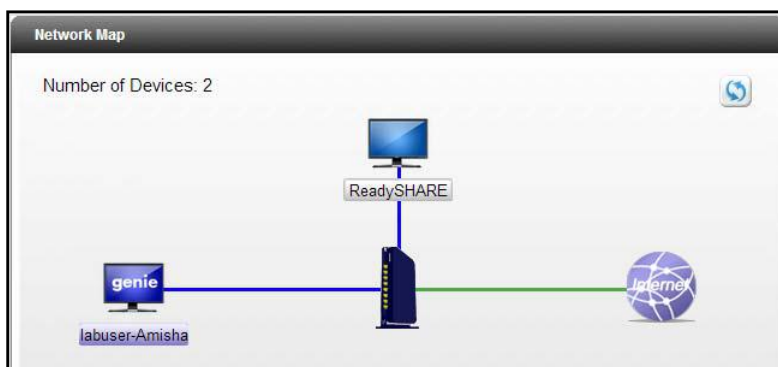 Network Map
Number of Devices: 2
ReadySHARE
genie
Internet
labuser-Amisha